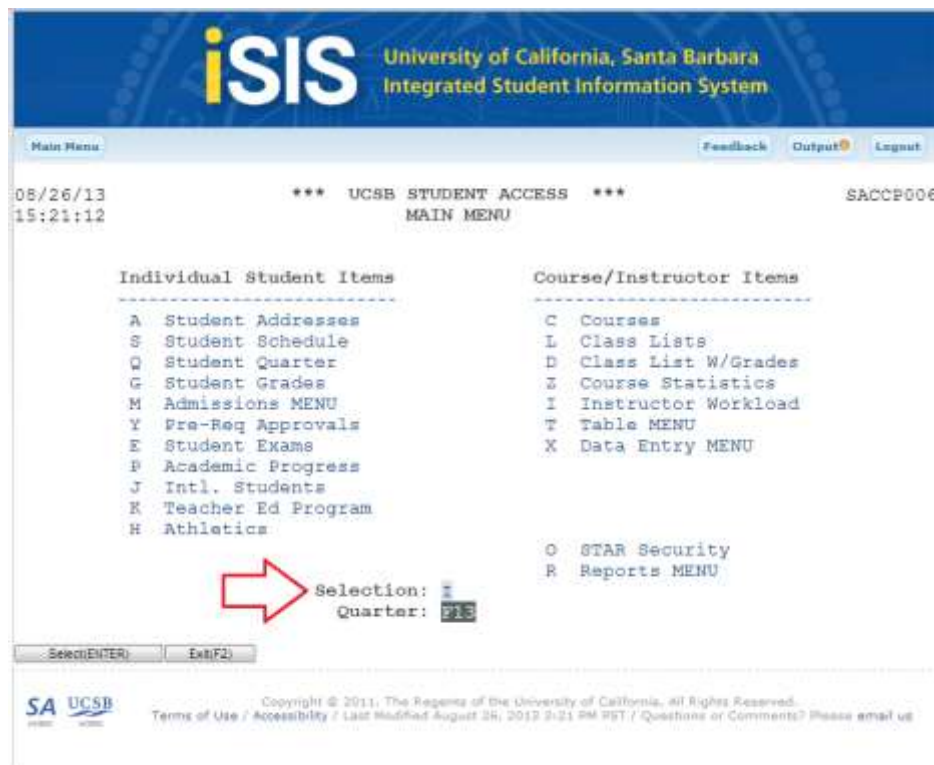 iSIS University of California, Santa Barbara
Integrated Student Information System
Main Menu Feedback Output Logout
08/26/13 *** UCSB STUDENT ACCESS *** SACCP006
15:21:12 MAIN MENU
Individual Student Items Course/Instructor Items
A Student Addresses C Courses
S Student Schedule L Class Lists
Q Student Quarter D Class List W/Grades
G Student Grades Z Course Statistics
M Admissions MENU I Instructor Workload
Y Pre-Req Approvals T Table MENU
E Student Exams X Data Entry MENU
P Academic Progress
J Intl. Students
K Teacher Ed Program
H Athletics
O STAR Security
R Reports MENU
Selection: I
Quarter: F13
Select(ENTER) Exit(F2)
SA UCSB
Copyright © 2011, The Regents of the University of California, All Rights Reserved.
Terms of Use / Accessibility / Last Modified August 26, 2013 3:21 PM PST / Questions or Comments? Please email us